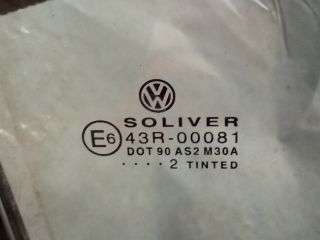 SOLIVER
E6 43R-00081
DOT 90 AS2 M30A
....2 TINTED